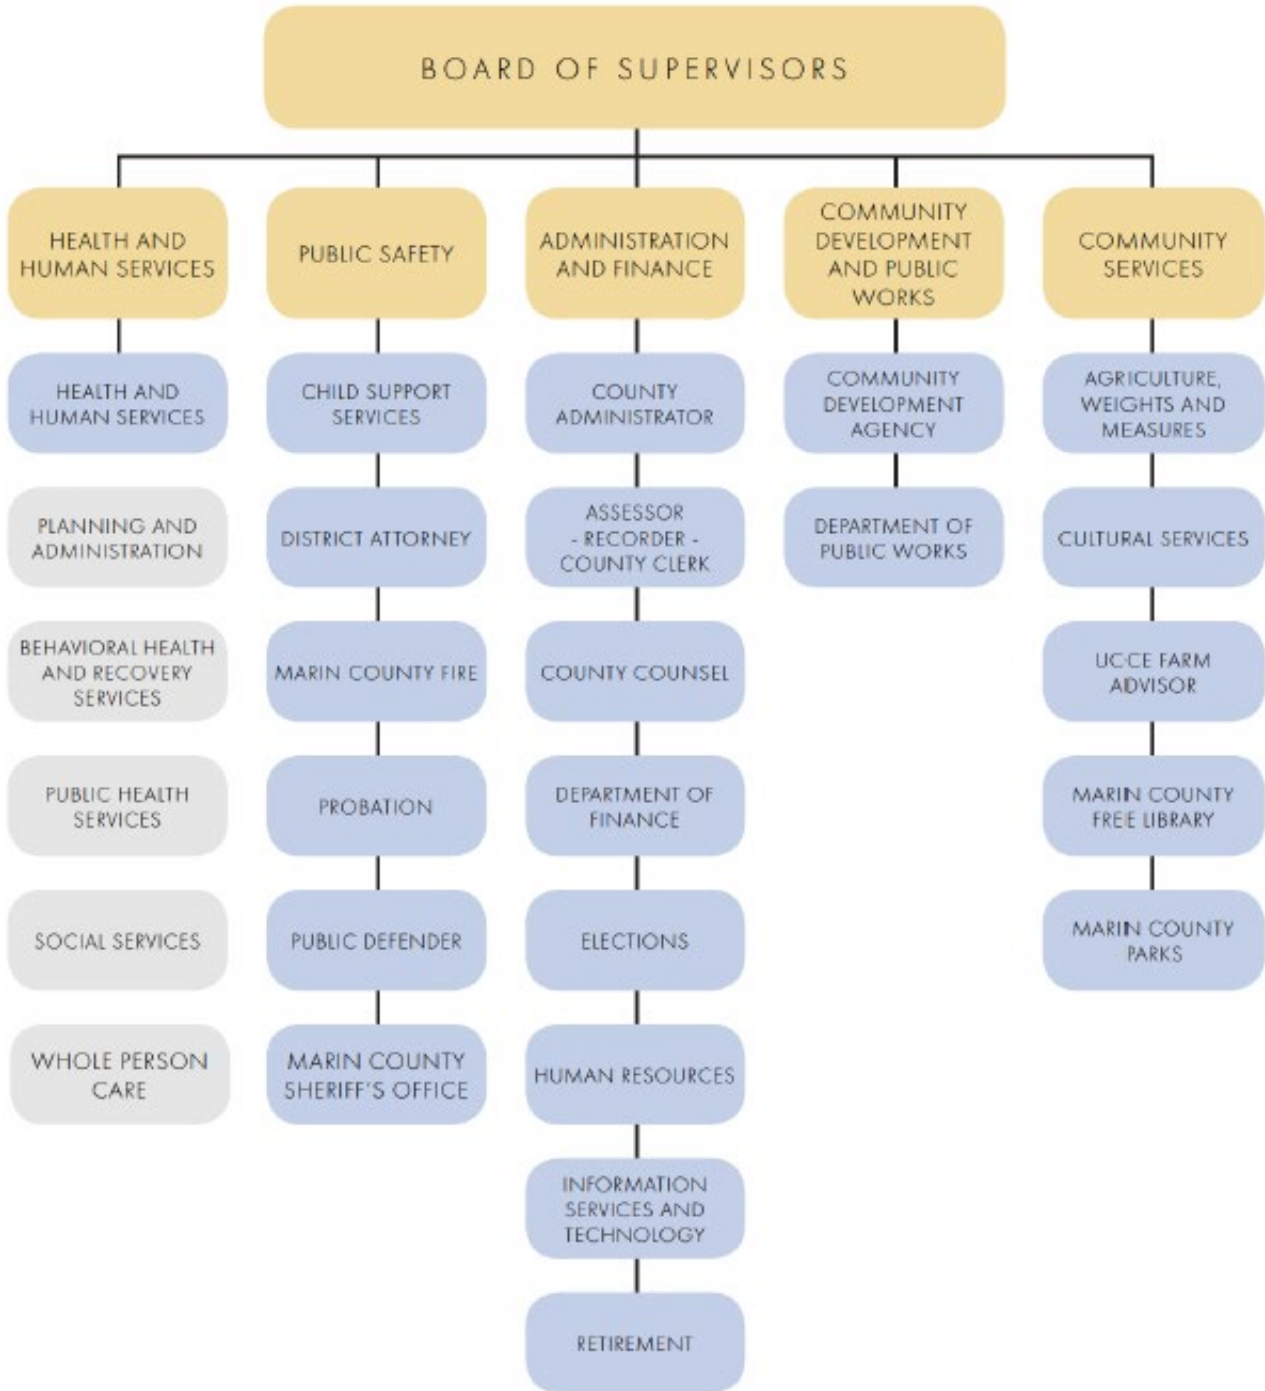 BOARD OF SUPERVISORS
HEALTH AND
HUMAN SERVICES
PUBLIC SAFETY
ADMINISTRATION
AND FINANCE
COMMUNITY
DEVELOPMENT
AND PUBLIC
WORKS
COMMUNITY
SERVICES
HEALTH AND
HUMAN SERVICES
CHILD SUPPORT
SERVICES
COUNTY
ADMINISTRATOR
COMMUNITY
DEVELOPMENT
AGENCY
AGRICULTURE,
WEIGHTS AND
MEASURES
PLANNING AND
ADMINISTRATION
DISTRICT ATTORNEY
ASSESSOR
- RECORDER -
COUNTY CLERK
DEPARTMENT OF
PUBLIC WORKS
CULTURAL SERVICES
BEHAVIORAL HEALTH
AND RECOVERY
SERVICES
MARIN COUNTY FIRE
COUNTY COUNSEL
UC-CE FARM
ADVISOR
PUBLIC HEALTH
SERVICES
PROBATION
DEPARTMENT OF
FINANCE
MARIN COUNTY
FREE LIBRARY
SOCIAL SERVICES
PUBLIC DEFENDER
ELECTIONS
MARIN COUNTY
PARKS
WHOLE PERSON
CARE
MARIN COUNTY
SHERIFF'S OFFICE
HUMAN RESOURCES
INFORMATION
SERVICES AND
TECHNOLOGY
RETIREMENT